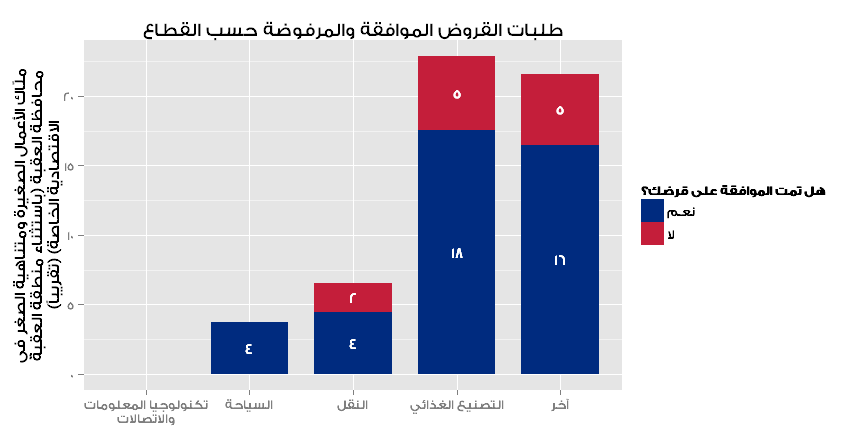 طلبات القروض الموافقة والمرفوضة حسب القطاع
ملّاك الأعمال الصغيرة ومتناهية الصغر في
محافظة العقبة (باستثناء منطقة العقبة
الاقتصادية الخاصة) (تقريباً)
٢٠
١٥
١٠
٥
٠
٥
٥
١٨
١٦
٢
٤
٤
هل تمت الموافقة على قرضك؟
نعم
لا
تكنولوجيا المعلومات
والاتصالات
السياحة
النقل
التصنيع الغذائي
آخر